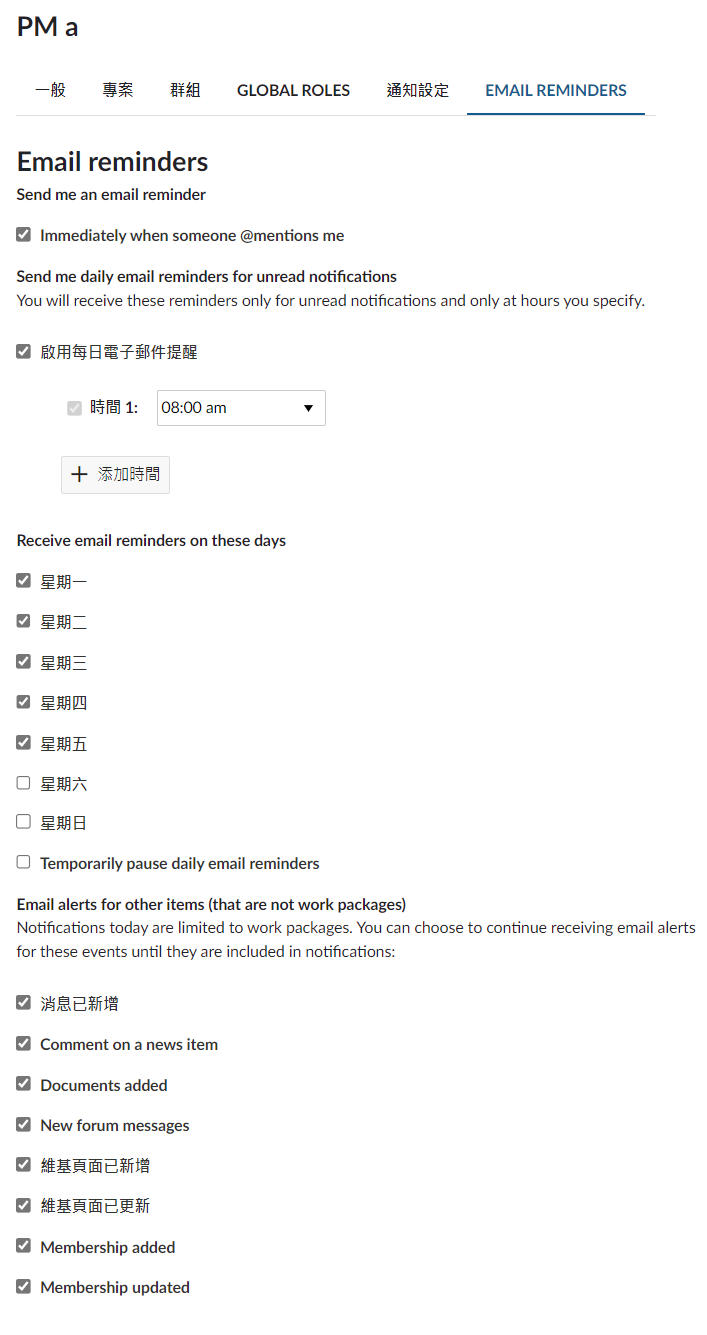 PM a
一般 專案 群組 GLOBAL ROLES 通知設定 EMAIL REMINDERS
Email reminders
Send me an email reminder
Immediately when someone @mentions me
Send me daily email reminders for unread notifications
You will receive these reminders only for unread notifications and only at hours you specify.
啟用每日電子郵件提醒
時間 1: 08:00 am
添加時間
Receive email reminders on these days
星期一
星期二
星期三
星期四
星期五
星期六
星期日
Temporarily pause daily email reminders
Email alerts for other items (that are not work packages)
Notifications today are limited to work packages. You can choose to continue receiving email alerts
for these events until they are included in notifications:
消息已新增
Comment on a news item
Documents added
New forum messages
維基頁面已新增
維基頁面已更新
Membership added
Membership updated